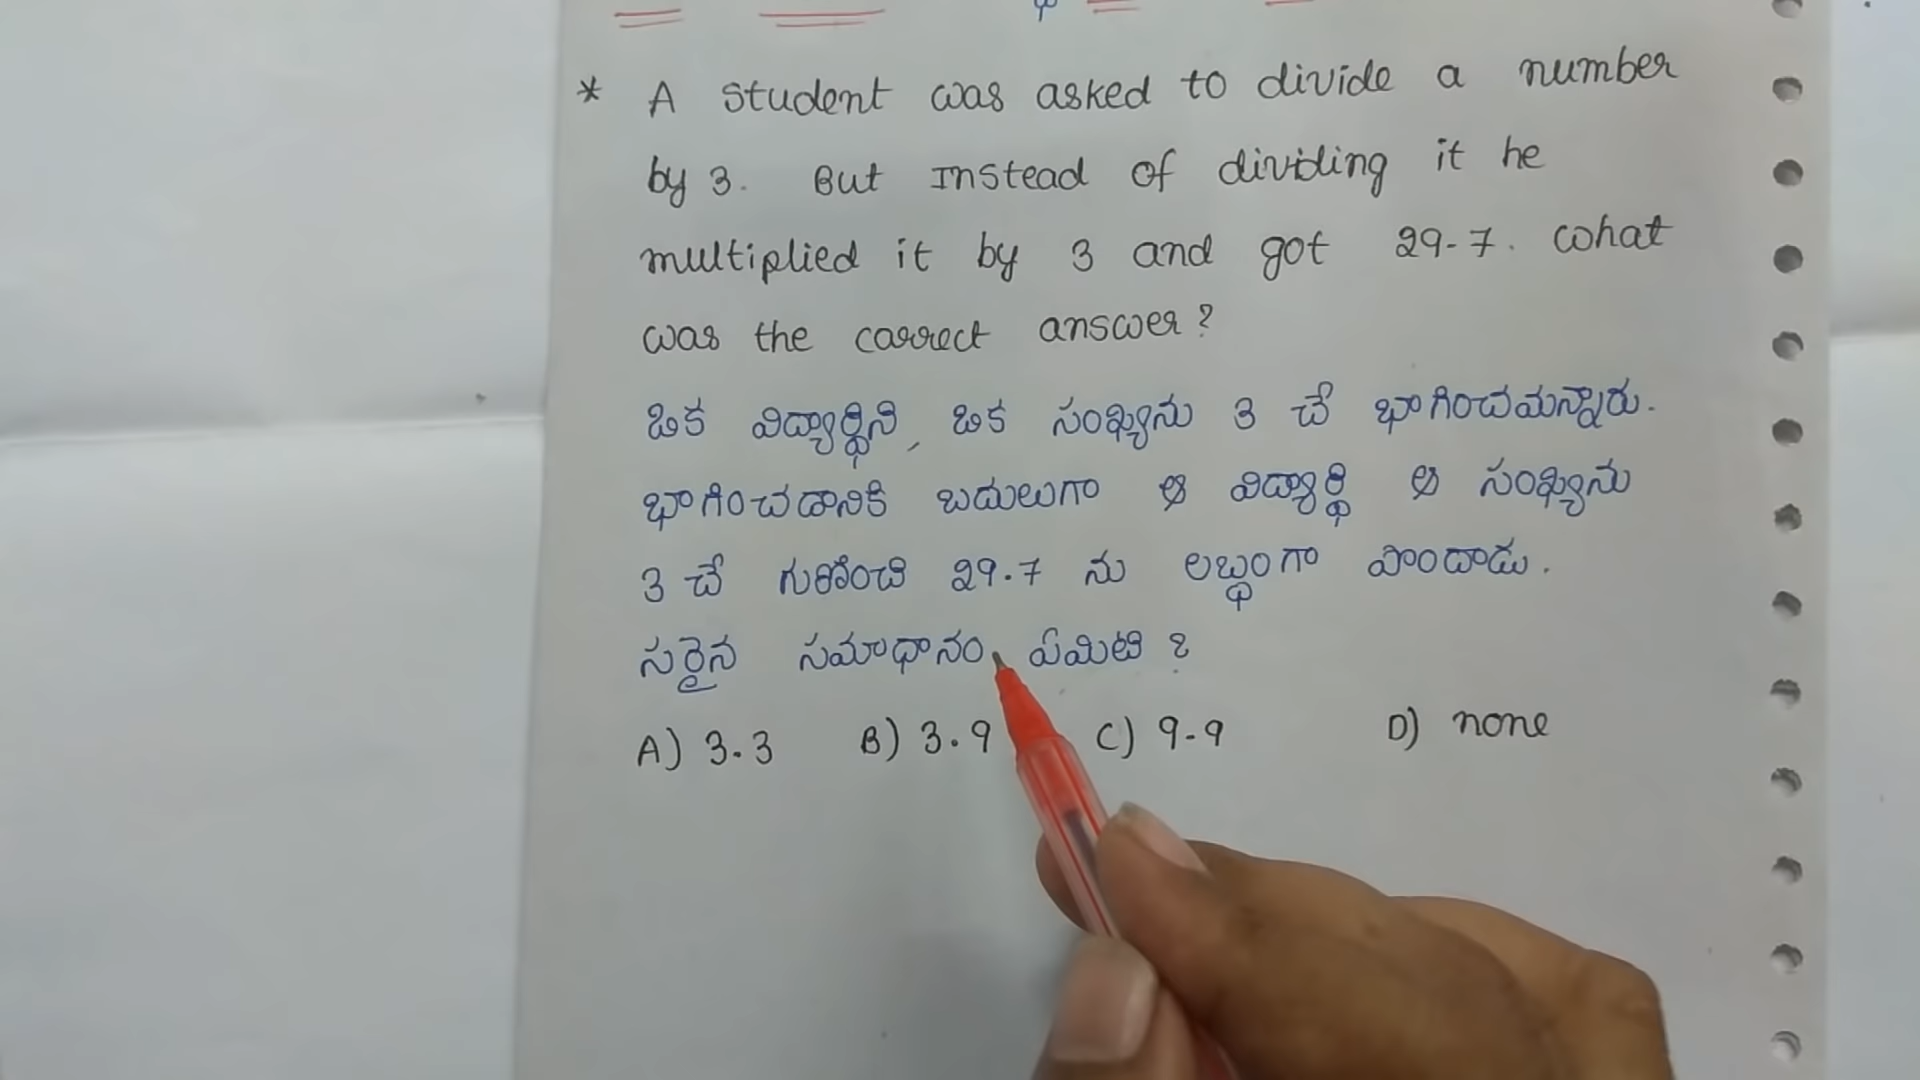 * A student was asked to divide a number
by 3. But Instead of dividing it he
multiplied it by 3 and got 29-7. what
was the correct answer?
ఒక విద్యార్థిని, ఒక సంఖ్యను 3 చే భాగించమన్నారు.
భాగించడానికి బదులుగా ఆ విద్యార్థి ఆ సంఖ్యను
3 చే గుణించి 29.7 ను లబ్ధంగా పొందాడు.
సరైన సమాధానం ఏమిటి?
A) 3.3 B) 3.9 C) 9-9 D) none